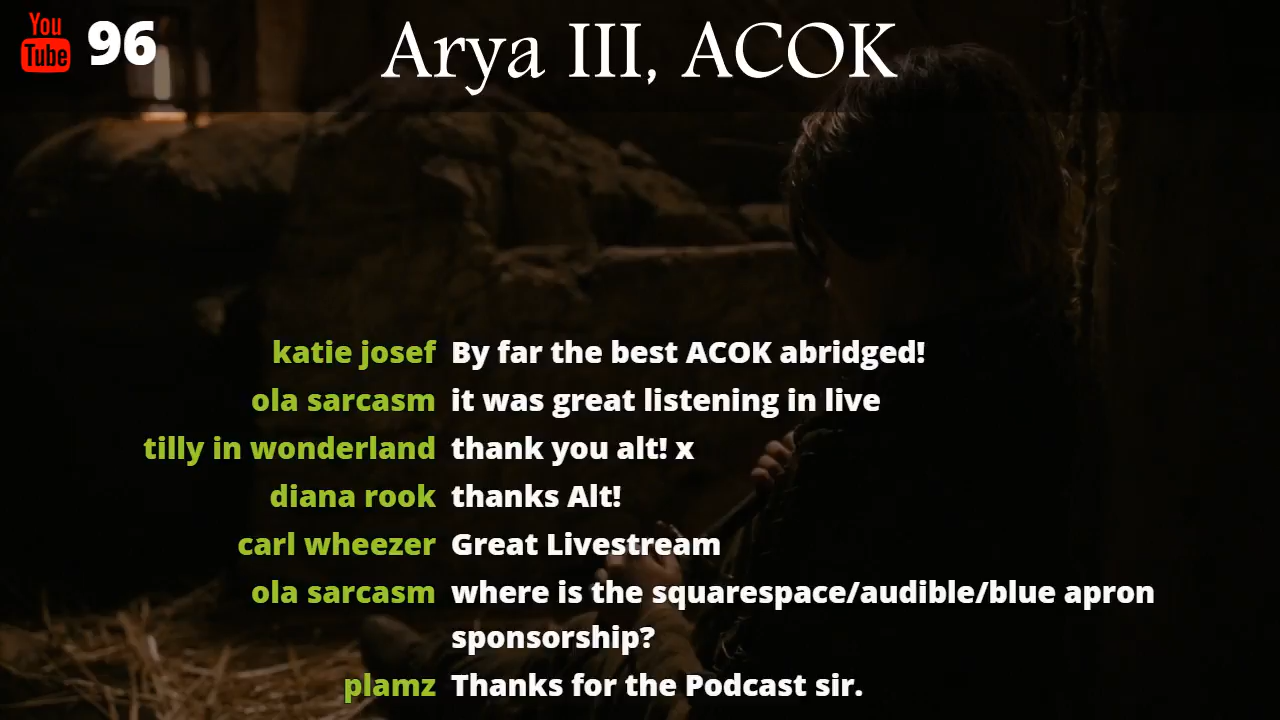 You Tube 96
Arya III, ACOK
katie josef By far the best ACOK abridged!
ola sarcasm it was great listening in live
tilly in wonderland thank you alt! x
diana rook thanks Alt!
carl wheezer Great Livestream
ola sarcasm where is the squarespace/audible/blue apron
sponsorship?
plamz Thanks for the Podcast sir.